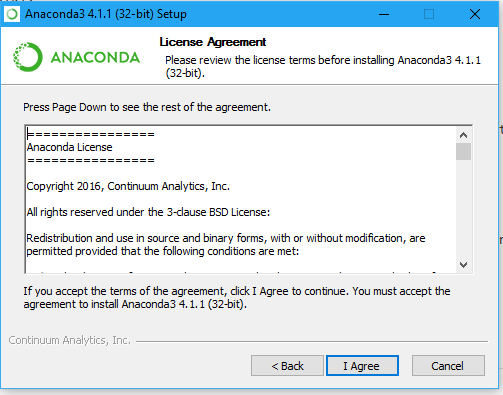 Anaconda3 4.1.1 (32-bit) Setup
ANACONDA
License Agreement
Please review the license terms before installing Anaconda3 4.1.1
(32-bit).
Press Page Down to see the rest of the agreement.
================
Anaconda License
================
Copyright 2016, Continuum Analytics, Inc.
All rights reserved under the 3-clause BSD License:
Redistribution and use in source and binary forms, with or without modification, are
permitted provided that the following conditions are met:
If you accept the terms of the agreement, click I Agree to continue. You must accept the
agreement to install Anaconda3 4.1.1 (32-bit).
Continuum Analytics, Inc.
< Back
I Agree
Cancel